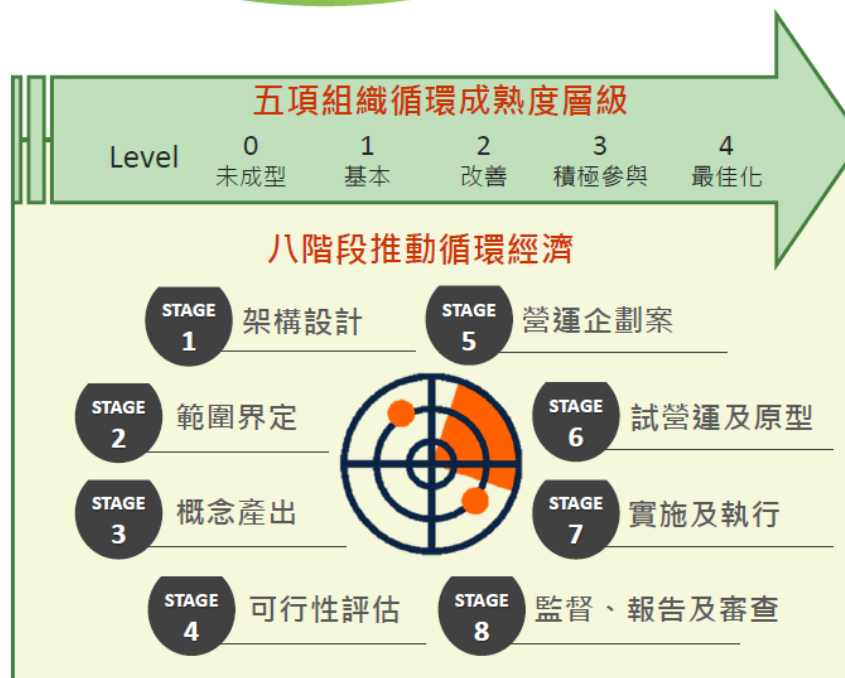 五項組織循環成熟度層級
Level 0 1 2 3 4
未成型 基本 改善 積極參與 最佳化
八階段推動循環經濟
STAGE 1 架構設計
STAGE 2 範圍界定
STAGE 3 概念產出
STAGE 4 可行性評估
STAGE 5 營運企劃案
STAGE 6 試營運及原型
STAGE 7 實施及執行
STAGE 8 監督、報告及審查